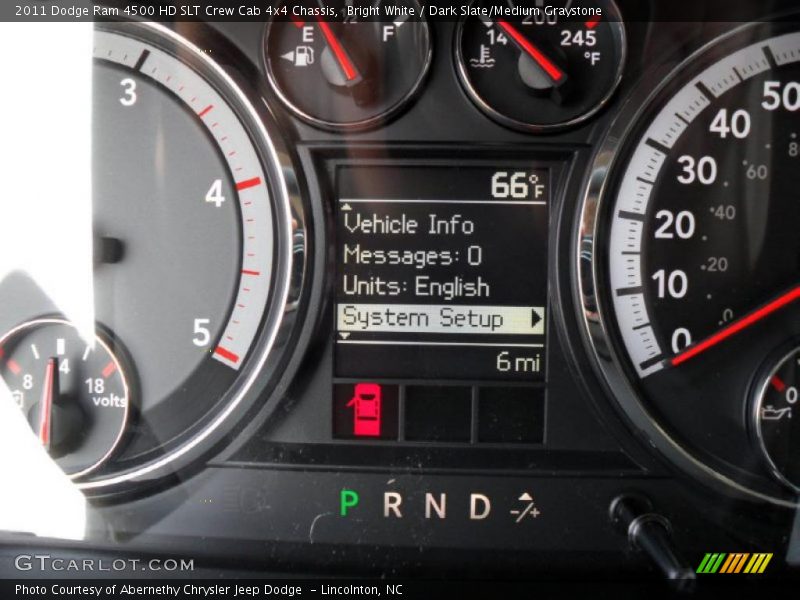 2011 Dodge Ram 4500 HD SLT Crew Cab 4x4 Chassis, Bright White / Dark Slate/Medium Graystone
E F
14 200 245
°F
3
4
5
8 14 18
volts
66°F
Vehicle Info
Messages: 0
Units: English
System Setup
6 mi
50
40
30
20
10
0
80
60
40
20
0
0
P R N D -/+
GTCARLOT.COM
Photo Courtesy of Abernethy Chrysler Jeep Dodge - Lincolnton, NC